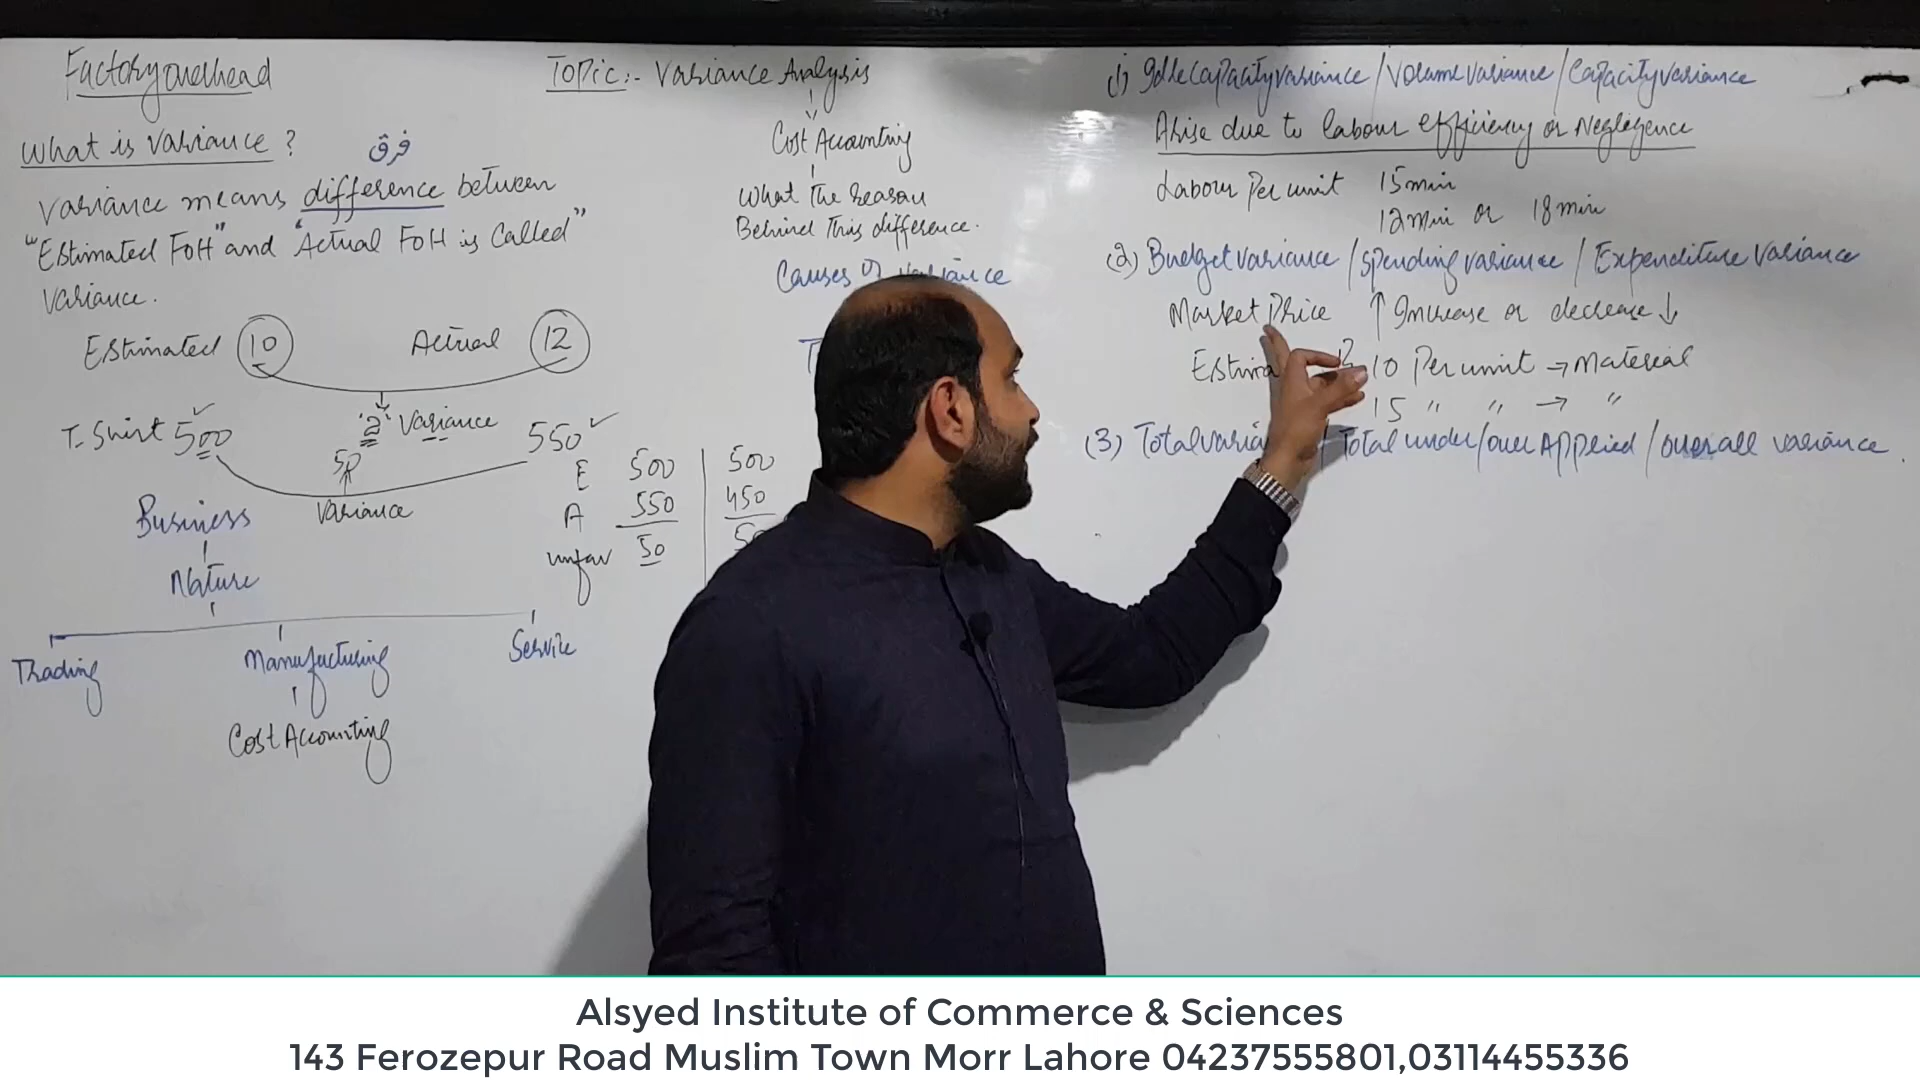 Factory overhead
What is variance ? فرق
variance means difference between
"Estimated FOH" and "Actual FOH is called"
variance.
Estimated 10 Actual 12
"2" Variance
T. Shirt 500 550
50
variance
Business
Nature
Trading Manufacturing Service
Cost Accounting
E 500 500
A 550 450
unfav 50
Topic:- Variance Analysis
Cost Accounting
What the reason
Behind this difference.
Causes of variance
(1) Idle capacity variance / Volume variance / Capacity variance
Arise due to labour efficiency or Neglegence
Labour Per unit 15 min
12 min or 18 min
(2) Budget variance / spending variance / Expenditure variance
Market Price ↑ Increase or decrease ↓
10 Per unit → Material
15 " " → "
(3) Total under/over Applied / overall variance.
Alsyed Institute of Commerce & Sciences
143 Ferozepur Road Muslim Town Morr Lahore 04237555801,03114455336